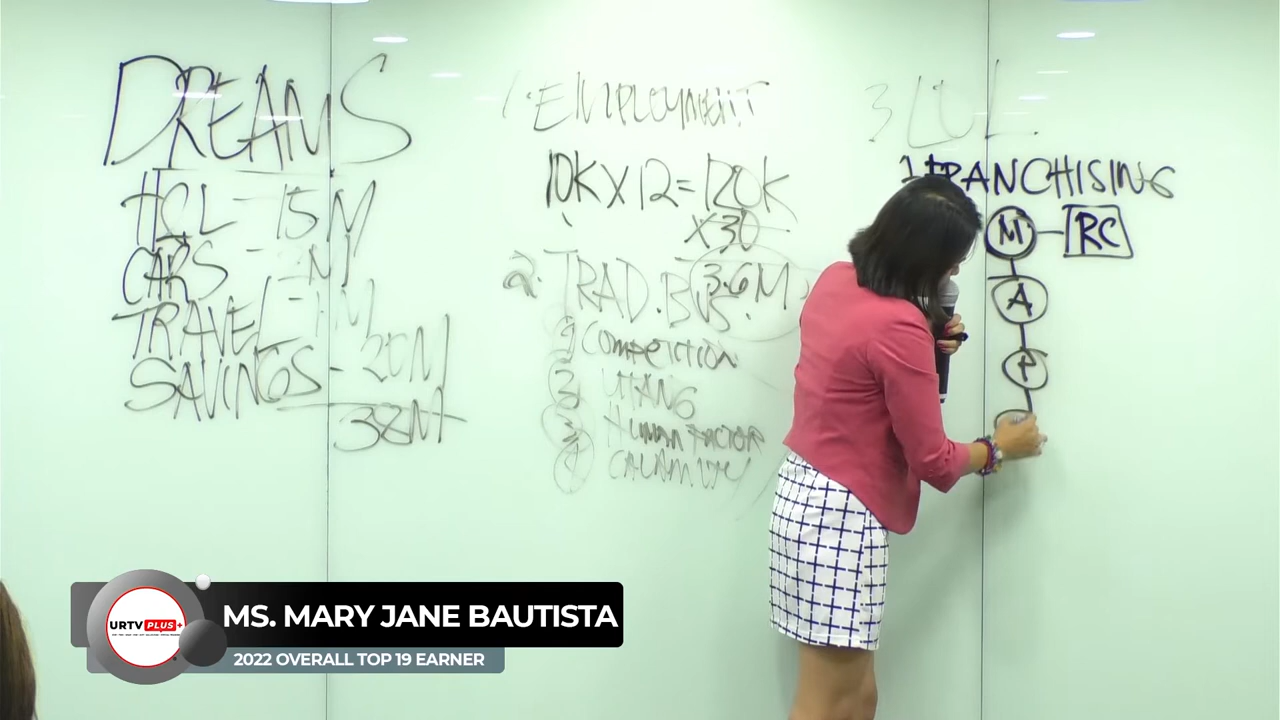 DREAMS
HCL - 15M
CARS - 2M
TRAVEL - 1M
SAVINGS - 20M
38M
1. EMPLOYMENT
10K X 12 = 120K
X 30
3.6M
2. TRAD. BUS.
1 COMPETITION
2 UTANG
3 HUMAN FACTOR
4 CALAMITY
3
FRANCHISING
M - RC
A
URTV PLUS+
MS. MARY JANE BAUTISTA
2022 OVERALL TOP 19 EARNER